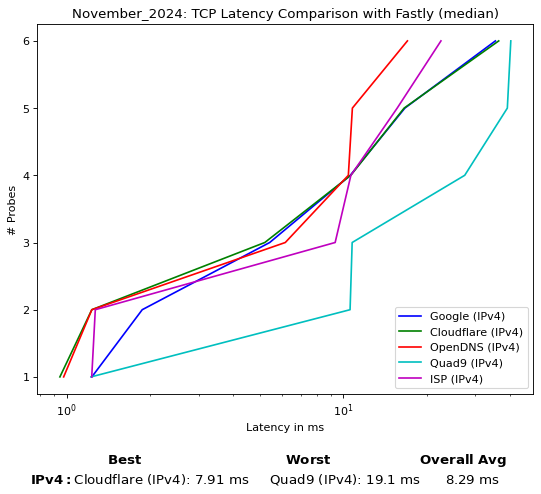 November_2024: TCP Latency Comparison with Fastly (median)
6
5
4
3
2
1
# Probes
10⁰
10¹
Latency in ms
Google (IPv4)
Cloudflare (IPv4)
OpenDNS (IPv4)
Quad9 (IPv4)
ISP (IPv4)
Best Worst Overall Avg
IPv4: Cloudflare (IPv4): 7.91 ms Quad9 (IPv4): 19.1 ms 8.29 ms